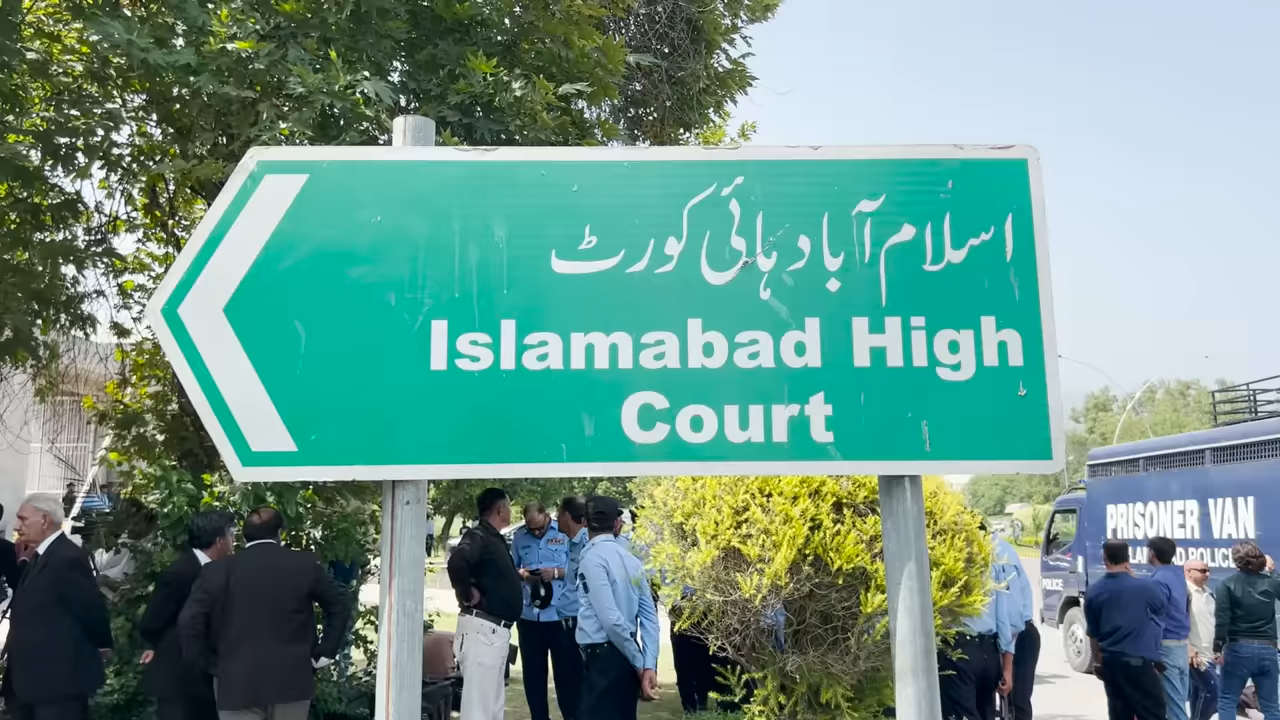 اسلام آباد ہائی کورٹ
Islamabad High
Court
PRISONER VAN
POLICE